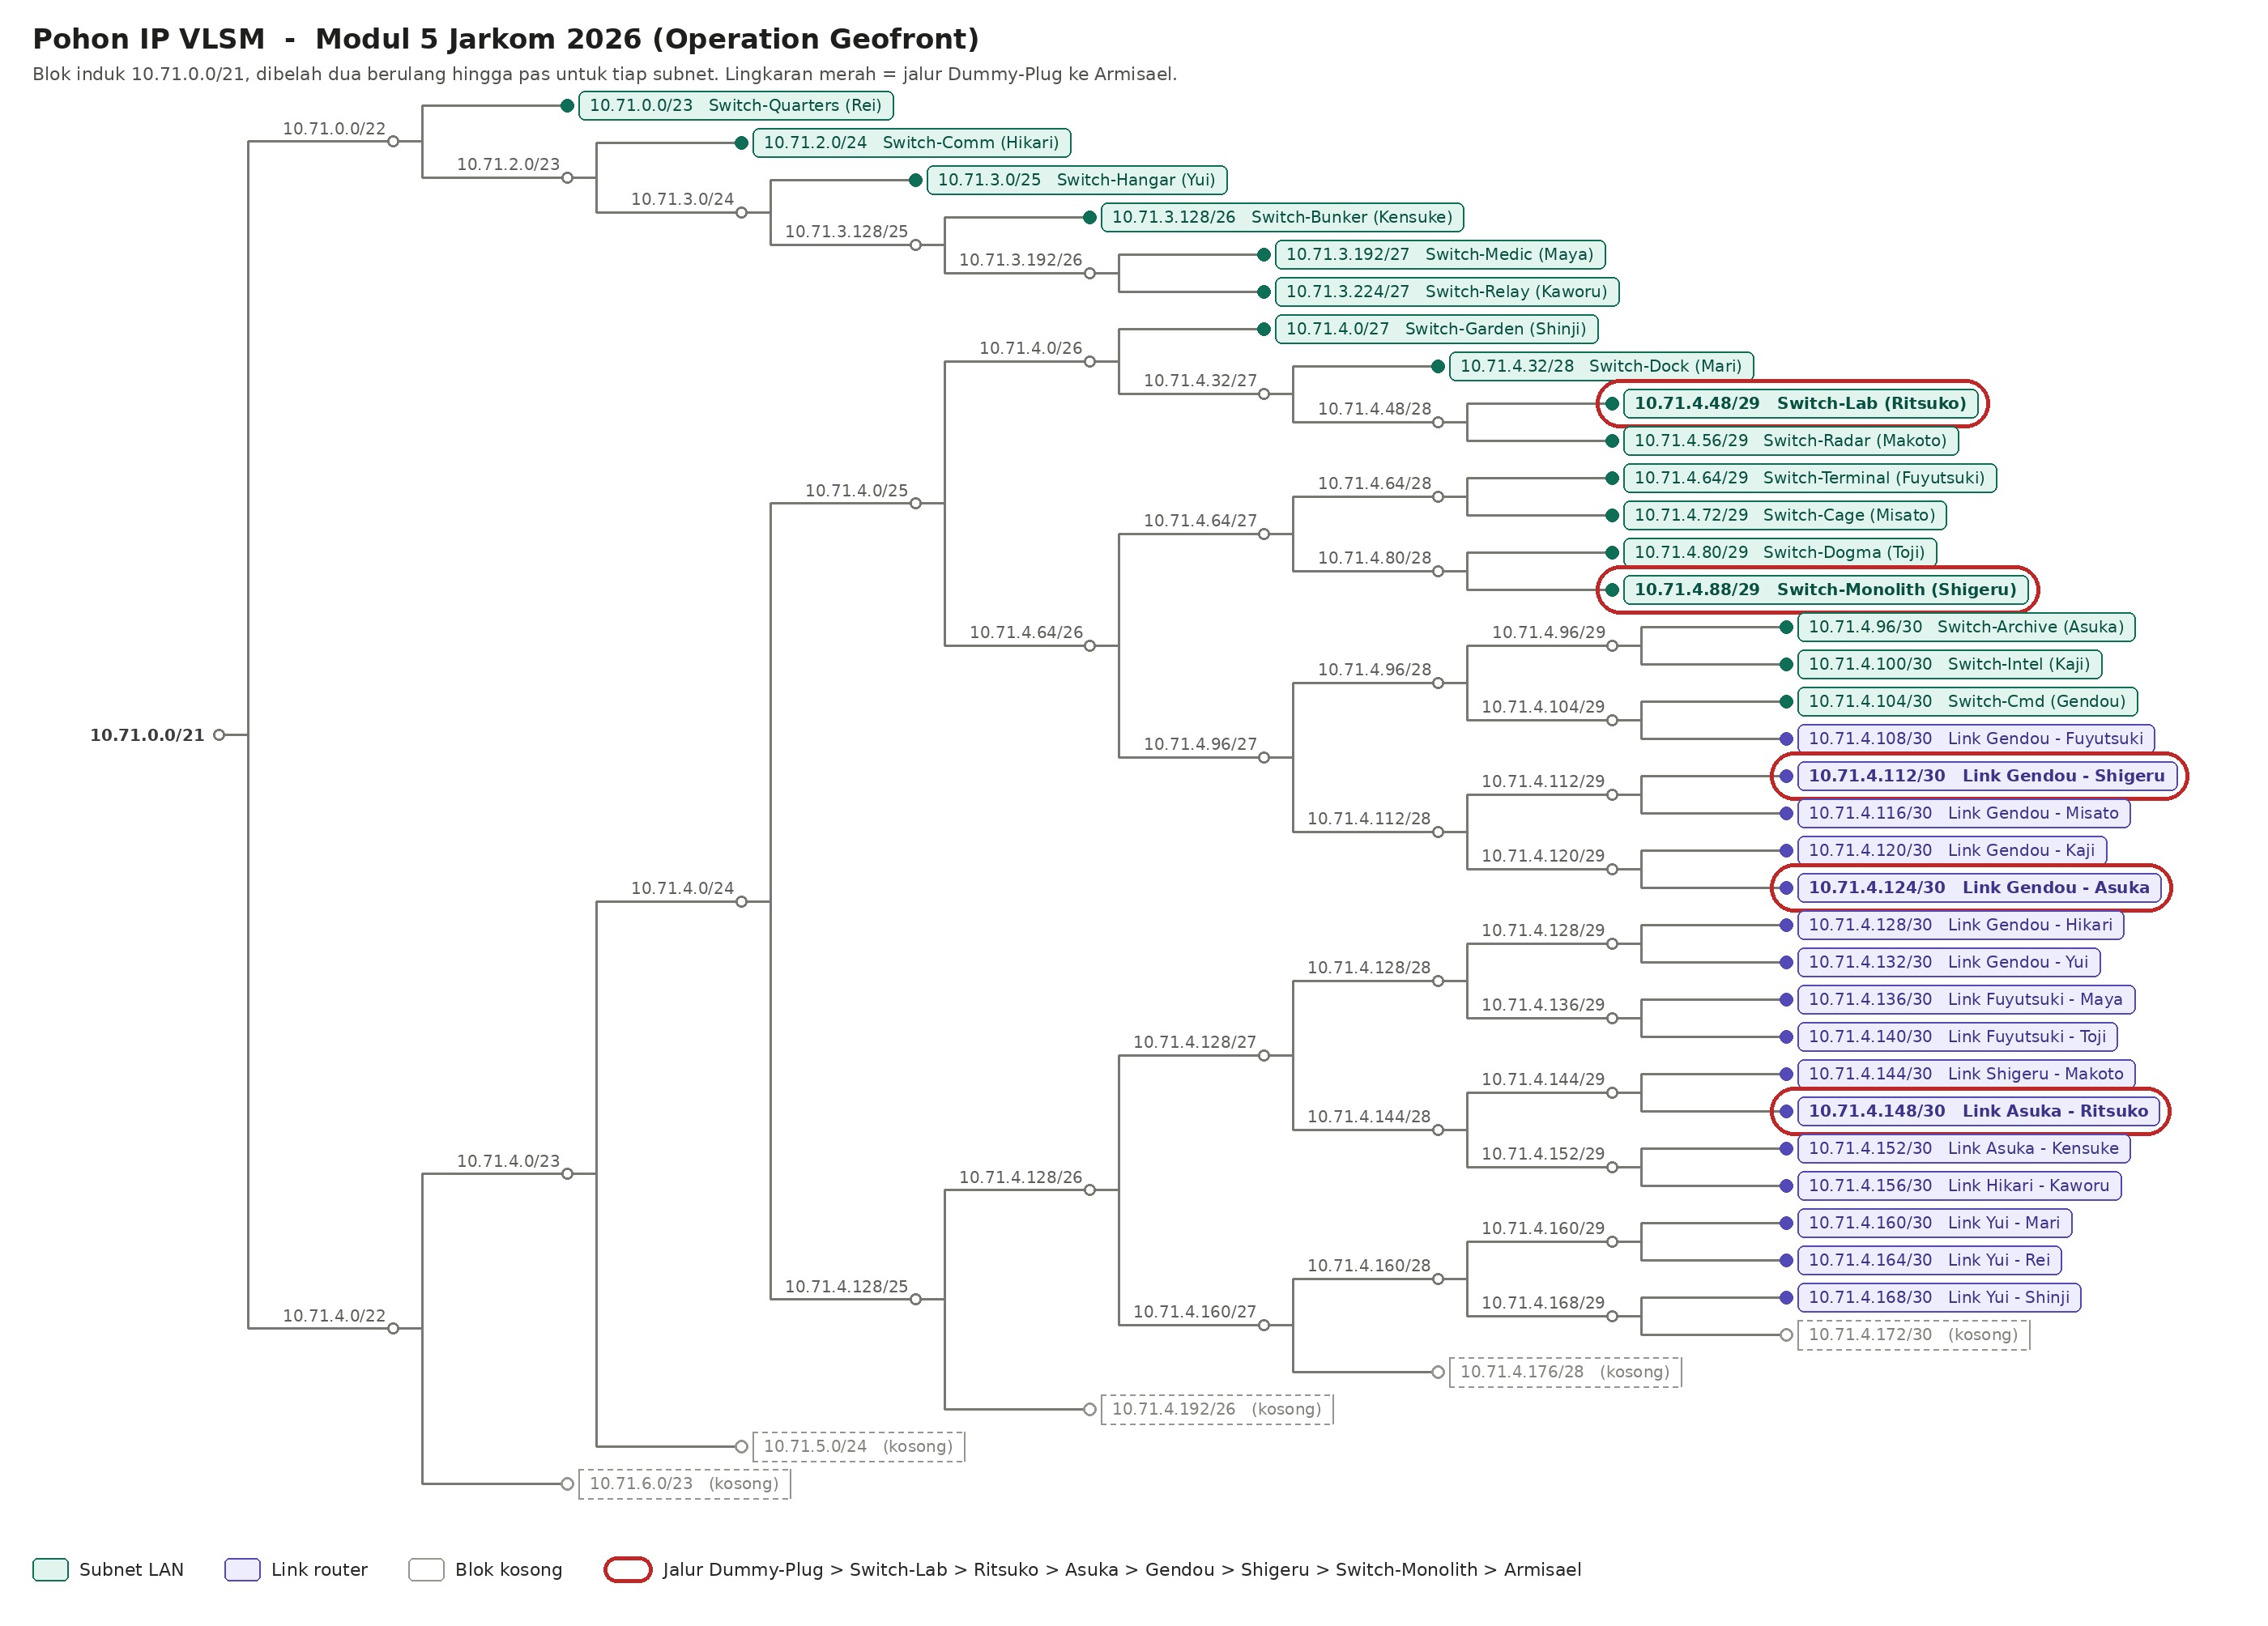 Pohon IP VLSM - Modul 5 Jarkom 2026 (Operation Geofront)
Blok induk 10.71.0.0/21, dibelah dua berulang hingga pas untuk tiap subnet. Lingkaran merah = jalur Dummy-Plug ke Armisael.
10.71.0.0/23 Switch-Quarters (Rei)
10.71.0.0/22
10.71.2.0/24 Switch-Comm (Hikari)
10.71.2.0/23
10.71.3.0/25 Switch-Hangar (Yui)
10.71.3.0/24
10.71.3.128/26 Switch-Bunker (Kensuke)
10.71.3.128/25
10.71.3.192/27 Switch-Medic (Maya)
10.71.3.192/26
10.71.3.224/27 Switch-Relay (Kaworu)
10.71.4.0/27 Switch-Garden (Shinji)
10.71.4.0/26
10.71.4.32/28 Switch-Dock (Mari)
10.71.4.32/27
10.71.4.48/29 Switch-Lab (Ritsuko)
10.71.4.48/28
10.71.4.56/29 Switch-Radar (Makoto)
10.71.4.64/29 Switch-Terminal (Fuyutsuki)
10.71.4.64/28
10.71.4.0/25
10.71.4.72/29 Switch-Cage (Misato)
10.71.4.64/27
10.71.4.80/29 Switch-Dogma (Toji)
10.71.4.80/28
10.71.4.88/29 Switch-Monolith (Shigeru)
10.71.4.96/30 Switch-Archive (Asuka)
10.71.4.96/29
10.71.4.64/26
10.71.4.100/30 Switch-Intel (Kaji)
10.71.4.96/28
10.71.4.104/30 Switch-Cmd (Gendou)
10.71.4.104/29
10.71.0.0/21
10.71.4.108/30 Link Gendou - Fuyutsuki
10.71.4.96/27
10.71.4.112/30 Link Gendou - Shigeru
10.71.4.112/29
10.71.4.116/30 Link Gendou - Misato
10.71.4.112/28
10.71.4.120/30 Link Gendou - Kaji
10.71.4.120/29
10.71.4.124/30 Link Gendou - Asuka
10.71.4.0/24
10.71.4.128/30 Link Gendou - Hikari
10.71.4.128/29
10.71.4.132/30 Link Gendou - Yui
10.71.4.128/28
10.71.4.136/30 Link Fuyutsuki - Maya
10.71.4.136/29
10.71.4.140/30 Link Fuyutsuki - Toji
10.71.4.128/27
10.71.4.144/30 Link Shigeru - Makoto
10.71.4.144/29
10.71.4.148/30 Link Asuka - Ritsuko
10.71.4.144/28
10.71.4.152/30 Link Asuka - Kensuke
10.71.4.152/29
10.71.4.0/23
10.71.4.128/26
10.71.4.156/30 Link Hikari - Kaworu
10.71.4.160/30 Link Yui - Mari
10.71.4.160/29
10.71.4.164/30 Link Yui - Rei
10.71.4.160/28
10.71.4.128/25
10.71.4.168/30 Link Yui - Shinji
10.71.4.168/29
10.71.4.160/27
10.71.4.0/22
10.71.4.172/30 (kosong)
10.71.4.176/28 (kosong)
10.71.4.192/26 (kosong)
10.71.5.0/24 (kosong)
10.71.6.0/23 (kosong)
Subnet LAN
Link router
Blok kosong
Jalur Dummy-Plug > Switch-Lab > Ritsuko > Asuka > Gendou > Shigeru > Switch-Monolith > Armisael